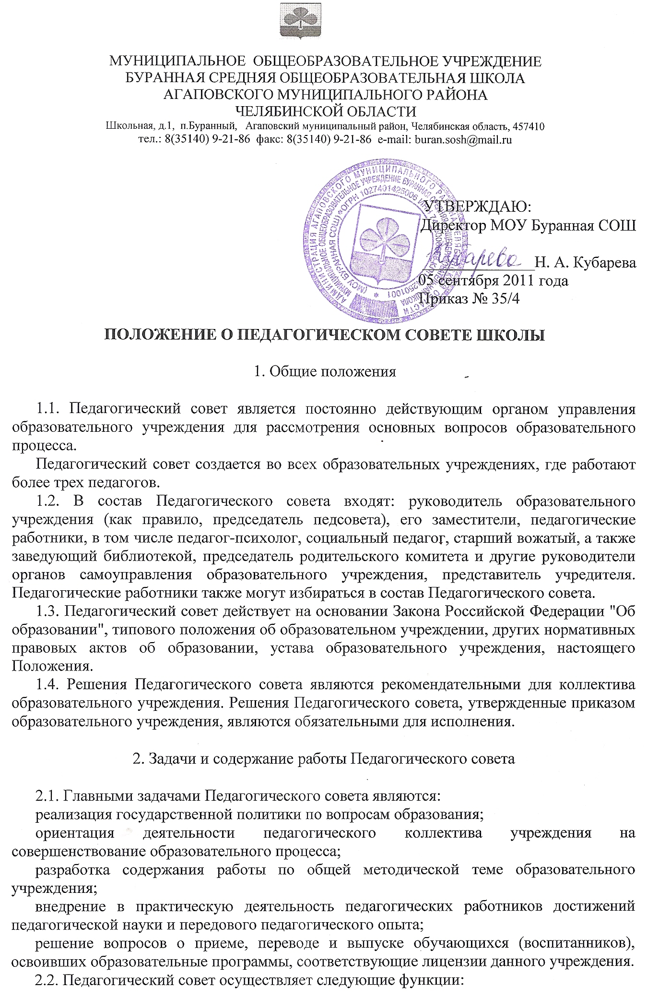 МУНИЦИПАЛЬНОЕ ОБЩЕОБРАЗОВАТЕЛЬНОЕ УЧРЕЖДЕНИЕ
БУРАННАЯ СРЕДНЯЯ ОБЩЕОБРАЗОВАТЕЛЬНАЯ ШКОЛА
АГАПОВСКОГО МУНИЦИПАЛЬНОГО РАЙОНА
ЧЕЛЯБИНСКОЙ ОБЛАСТИ
Школьная, д.1, п.Буранный, Агаповский муниципальный район, Челябинская область, 457410
тел.: 8(35140) 9-21-86 факс: 8(35140) 9-21-86 e-mail: buran.sosh@mail.ru
АДМИНИСТРАЦИЯ АГАПОВСКОГО МУНИЦИПАЛЬНОГО РАЙОНА ЧЕЛЯБИНСКОЙ ОБЛАСТИ
МУНИЦИПАЛЬНОЕ ОБЩЕОБРАЗОВАТЕЛЬНОЕ УЧРЕЖДЕНИЕ БУРАННАЯ СРЕДНЯЯ ОБЩЕОБРАЗОВАТЕЛЬНАЯ ШКОЛА
(МОУ БУРАННАЯ СОШ) * ОГРН 1027401425006 ИНН
УТВЕРЖДАЮ:
Директор МОУ Буранная СОШ
Кубарева
Н. А. Кубарева
05 сентября 2011 года
Приказ № 35/4
ПОЛОЖЕНИЕ О ПЕДАГОГИЧЕСКОМ СОВЕТЕ ШКОЛЫ
1. Общие положения
1.1. Педагогический совет является постоянно действующим органом управления
образовательного учреждения для рассмотрения основных вопросов образовательного
процесса.
Педагогический совет создается во всех образовательных учреждениях, где работают
более трех педагогов.
1.2. В состав Педагогического совета входят: руководитель образовательного
учреждения (как правило, председатель педсовета), его заместители, педагогические
работники, в том числе педагог-психолог, социальный педагог, старший вожатый, а также
заведующий библиотекой, председатель родительского комитета и другие руководители
органов самоуправления образовательного учреждения, представитель учредителя.
Педагогические работники также могут избираться в состав Педагогического совета.
1.3. Педагогический совет действует на основании Закона Российской Федерации "Об
образовании", типового положения об образовательном учреждении, других нормативных
правовых актов об образовании, устава образовательного учреждения, настоящего
Положения.
1.4. Решения Педагогического совета являются рекомендательными для коллектива
образовательного учреждения. Решения Педагогического совета, утвержденные приказом
образовательного учреждения, являются обязательными для исполнения.
2. Задачи и содержание работы Педагогического совета
2.1. Главными задачами Педагогического совета являются:
реализация государственной политики по вопросам образования;
ориентация деятельности педагогического коллектива учреждения на
совершенствование образовательного процесса;
разработка содержания работы по общей методической теме образовательного
учреждения;
внедрение в практическую деятельность педагогических работников достижений
педагогической науки и передового педагогического опыта;
решение вопросов о приеме, переводе и выпуске обучающихся (воспитанников),
освоивших образовательные программы, соответствующие лицензии данного учреждения.
2.2. Педагогический совет осуществляет следующие функции: